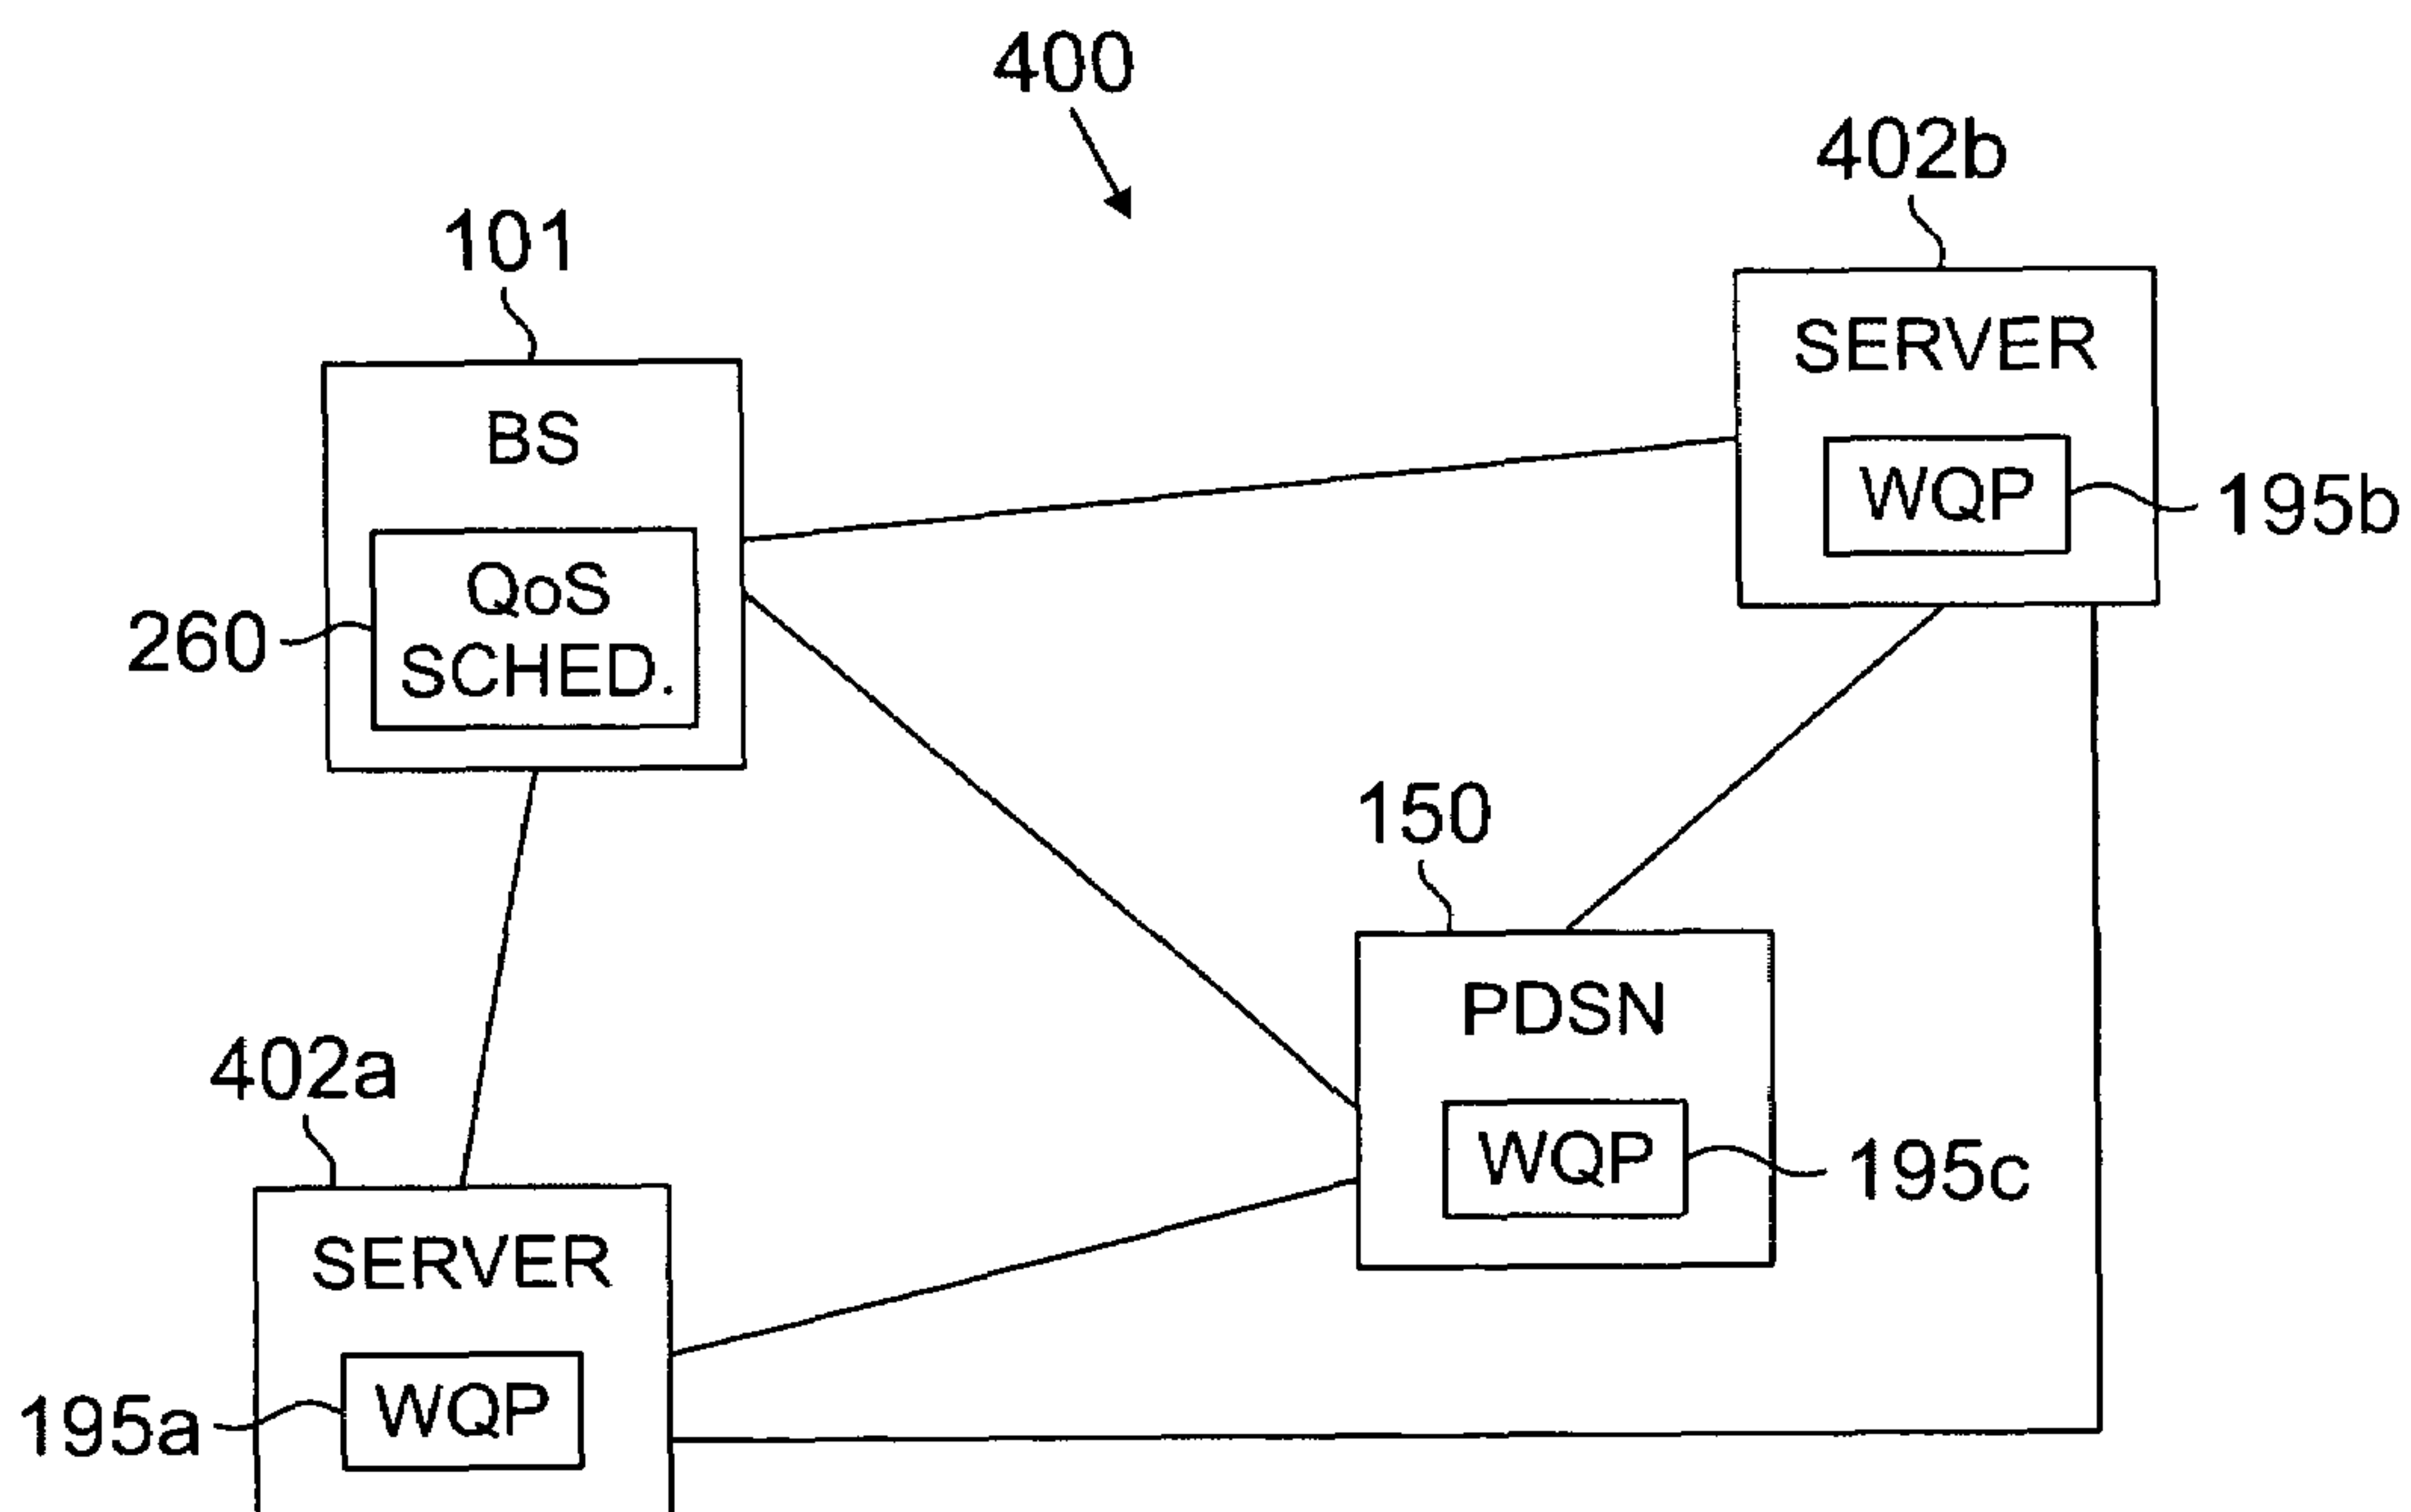 400
402b
101
SERVER
BS
WQP
195b
QoS
260
SCHED.
150
PDSN
402a
WQP
195c
SERVER
WQP
195a